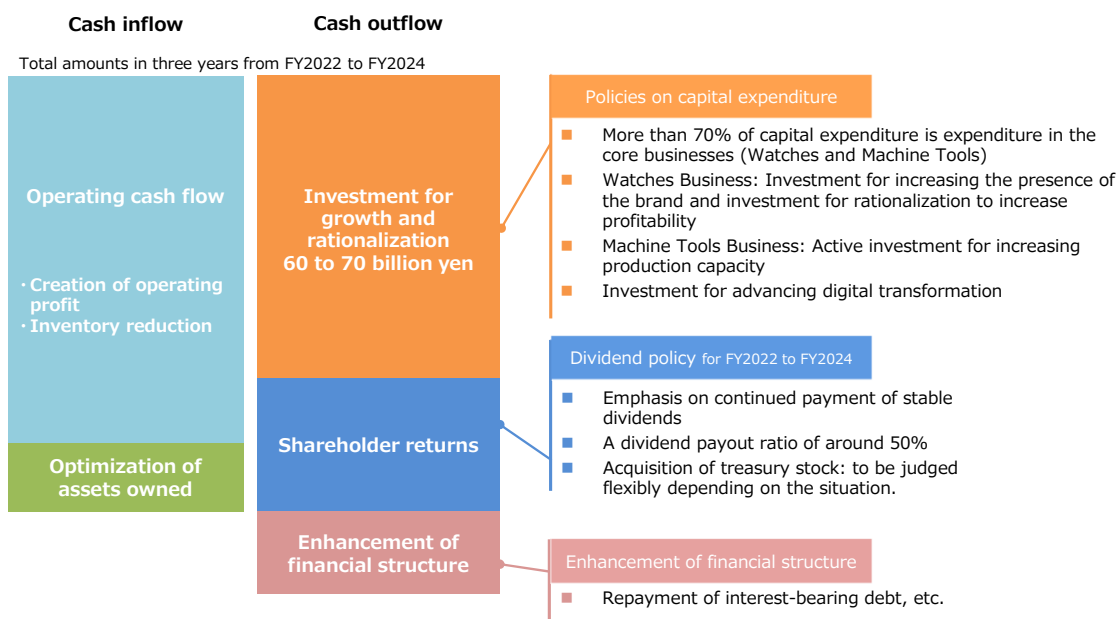 Cash inflow
Cash outflow
Total amounts in three years from FY2022 to FY2024
Operating cash flow
・Creation of operating
profit
・Inventory reduction
Optimization of
assets owned
Investment for
growth and
rationalization
60 to 70 billion yen
Shareholder returns
Enhancement of
financial structure
Policies on capital expenditure
■ More than 70% of capital expenditure is expenditure in the
core businesses (Watches and Machine Tools)
■ Watches Business: Investment for increasing the presence of
the brand and investment for rationalization to increase
profitability
■ Machine Tools Business: Active investment for increasing
production capacity
■ Investment for advancing digital transformation
Dividend policy for FY2022 to FY2024
■ Emphasis on continued payment of stable
dividends
■ A dividend payout ratio of around 50%
■ Acquisition of treasury stock: to be judged
flexibly depending on the situation.
Enhancement of financial structure
■ Repayment of interest-bearing debt, etc.